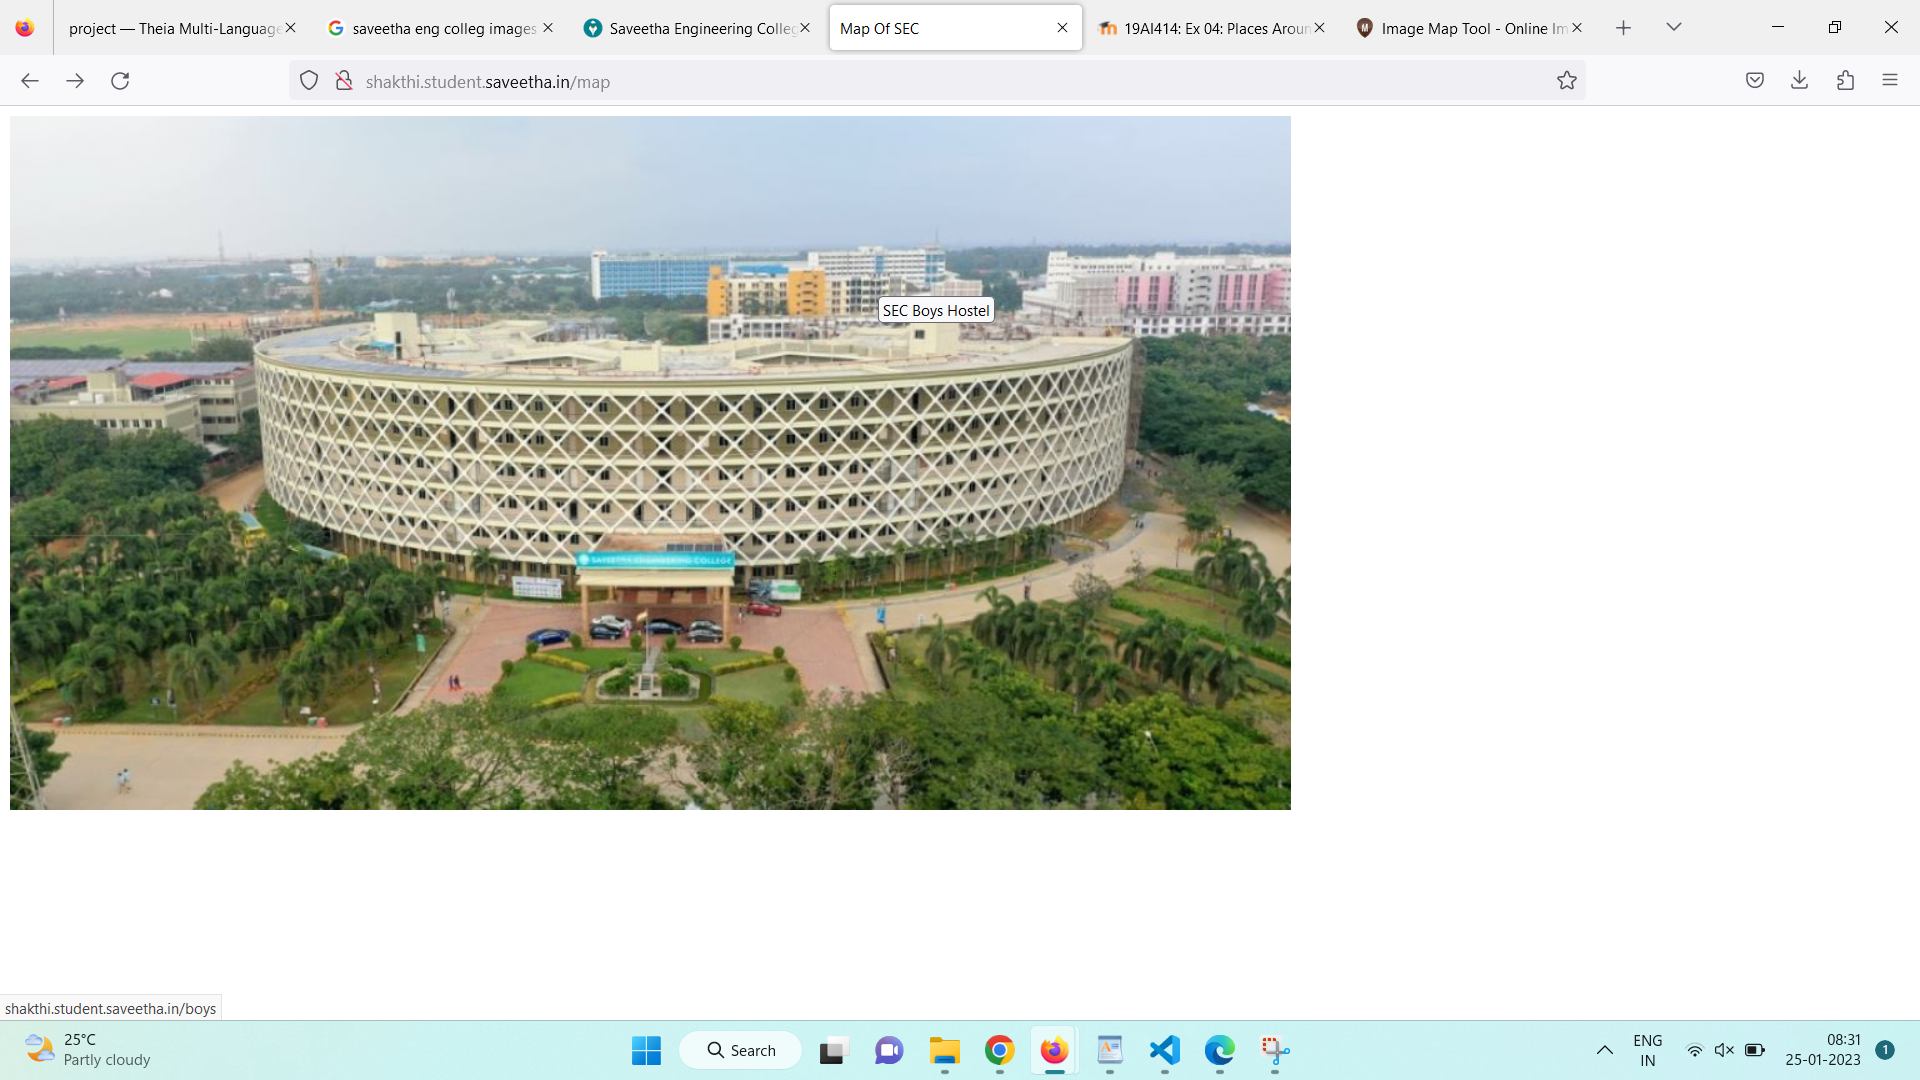 project — Theia Multi-Language
saveetha eng colleg images
Saveetha Engineering Colleg
Map Of SEC
19AI414: Ex 04: Places Aroun
Image Map Tool - Online Im
shakthi.student.saveetha.in/map
SEC Boys Hostel
SAVEETHA ENGINEERING COLLEGE
shakthi.student.saveetha.in/boys
25°C
Partly cloudy
Search
ENG
IN
08:31
25-01-2023
1